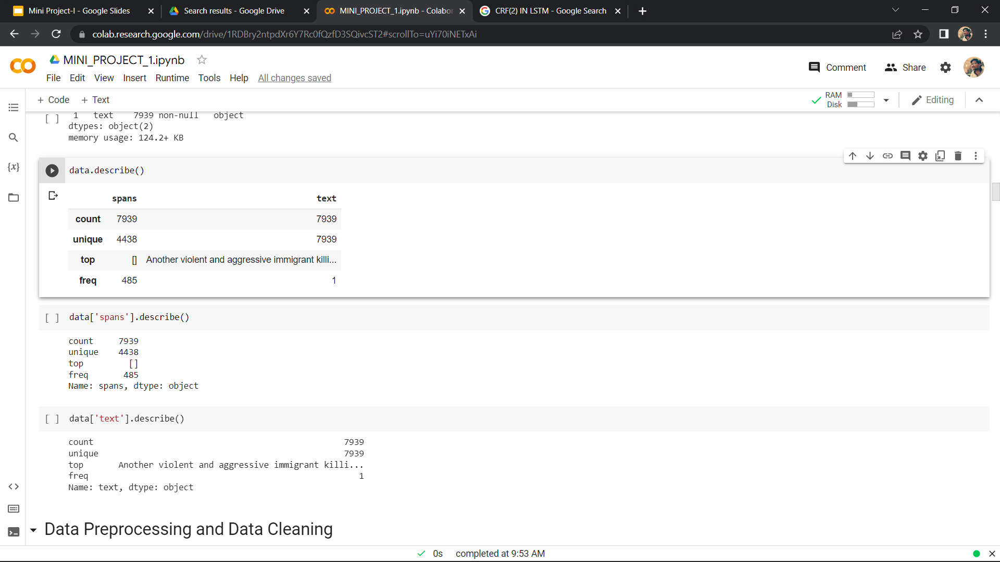 Mini Project-I - Google Slides
Search results - Google Drive
MINI_PROJECT_1.ipynb - Colabor
CRF(2) IN LSTM - Google Search
colab.research.google.com/drive/1RDBry2ntpdXr6Y7Rc0fQzfD3SQivcST2#scrollTo=uYi70iNETxAi
MINI_PROJECT_1.ipynb
File Edit View Insert Runtime Tools Help All changes saved
Comment Share
+ Code + Text
RAM
Disk
Editing
[ ] 1 text 7939 non-null object
dtypes: object(2)
memory usage: 124.2+ KB
{x}
data.describe()
spans text
count 7939 7939
unique 4438 7939
top [] Another violent and aggressive immigrant killi...
freq 485 1
[ ] data['spans'].describe()
count 7939
unique 4438
top []
freq 485
Name: spans, dtype: object
[ ] data['text'].describe()
count 7939
unique 7939
top Another violent and aggressive immigrant killi...
freq 1
Name: text, dtype: object
Data Preprocessing and Data Cleaning
0s completed at 9:53 AM